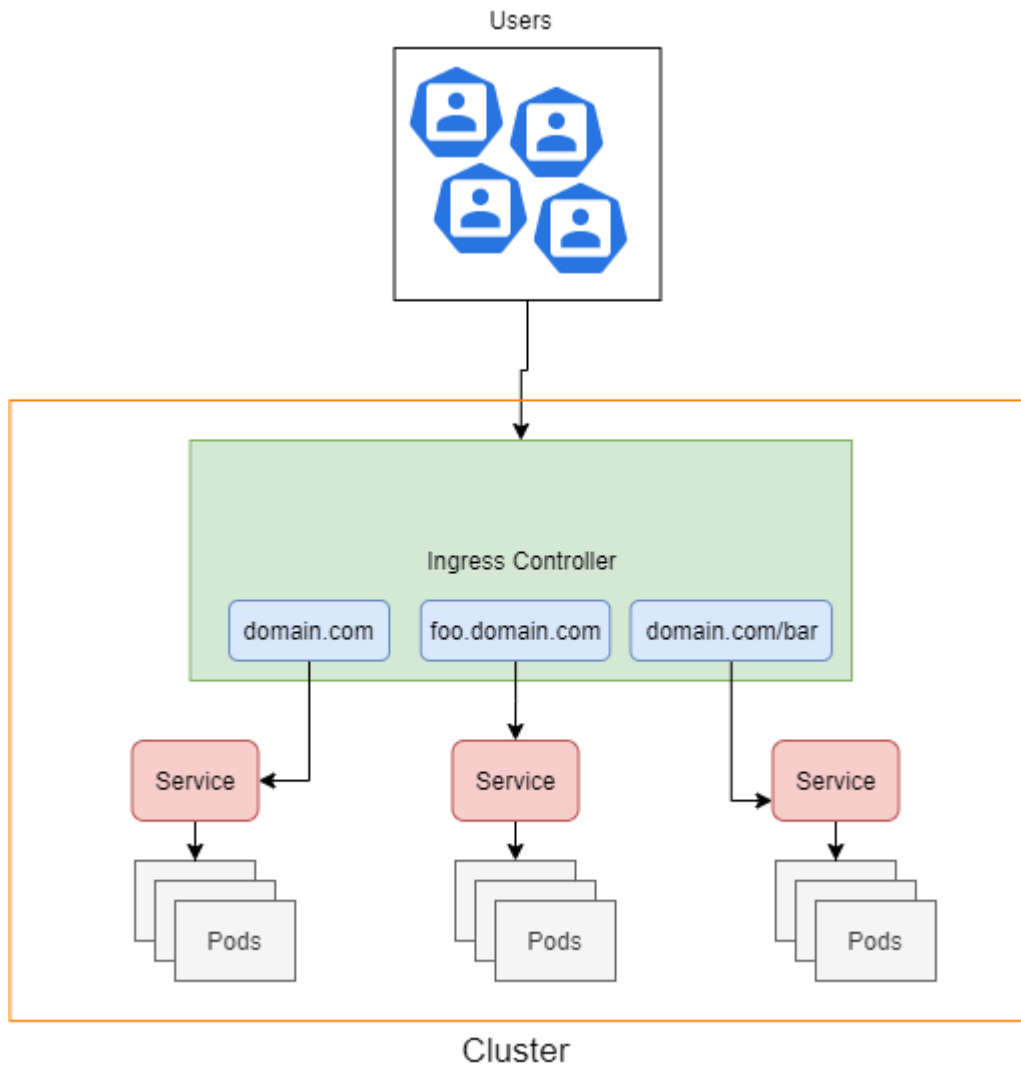 Users
Ingress Controller
domain.com
foo.domain.com
domain.com/bar
Service
Service
Service
Pods
Pods
Pods
Cluster